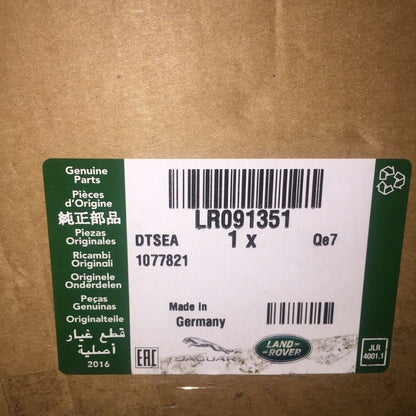 Genuine
Parts
Pièces
d'Origine
純正部品
Piezas
Originales
Ricambi
Originali
Originele
Onderdelen
Peças
Genuinas
Originalteile
قطع غيار
أصلية
2016
LR091351
DTSEA
1 x
Qe7
1077821
Made In
Germany
EAC
JAGUAR
LAND-
-ROVER
JLR
4001.1